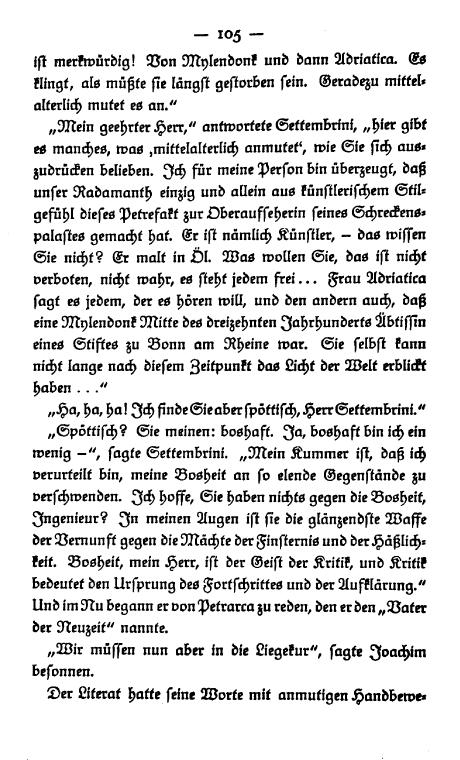 — 105 —
ist merkwürdig! Von Mylendonk und dann Adriatica. Es
klingt, als müßte sie längst gestorben sein. Geradezu mittel-
alterlich mutet es an.“
„Mein geehrter Herr,“ antwortete Settembrini, „hier gibt
es manches, was ‚mittelalterlich anmutet‘, wie Sie sich aus-
zudrücken belieben. Ich für meine Person bin überzeugt, daß
unser Radamanth einzig und allein aus künstlerischem Stil-
gefühl dieses Petrefakt zur Oberaufseherin seines Schreckens-
palastes gemacht hat. Er ist nämlich Künstler, – das wissen
Sie nicht? Er malt in Öl. Was wollen Sie, das ist nicht
verboten, nicht wahr, es steht jedem frei... Frau Adriatica
sagt es jedem, der es hören will, und den andern auch, daß
eine Mylendonk Mitte des dreizehnten Jahrhunderts Äbtissin
eines Stiftes zu Bonn am Rheine war. Sie selbst kann
nicht lange nach diesem Zeitpunkt das Licht der Welt erblickt
haben ...“
„Ha, ha, ha! Ich finde Sie aber spöttisch, Herr Settembrini.“
„Spöttisch? Sie meinen: boshaft. Ja, boshaft bin ich ein
wenig –“, sagte Settembrini. „Mein Kummer ist, daß ich
verurteilt bin, meine Bosheit an so elende Gegenstände zu
verschwenden. Ich hoffe, Sie haben nichts gegen die Bosheit,
Ingenieur? In meinen Augen ist sie die glänzendste Waffe
der Vernunft gegen die Mächte der Finsternis und der Häßlich-
keit. Bosheit, mein Herr, ist der Geist der Kritik, und Kritik
bedeutet den Ursprung des Fortschrittes und der Aufklärung.“
Und im Nu begann er von Petrarca zu reden, den er den „Vater
der Neuzeit“ nannte.
„Wir müssen nun aber in die Liegekur“, sagte Joachim
besonnen.
Der Literat hatte seine Worte mit anmutigen Handbewe-